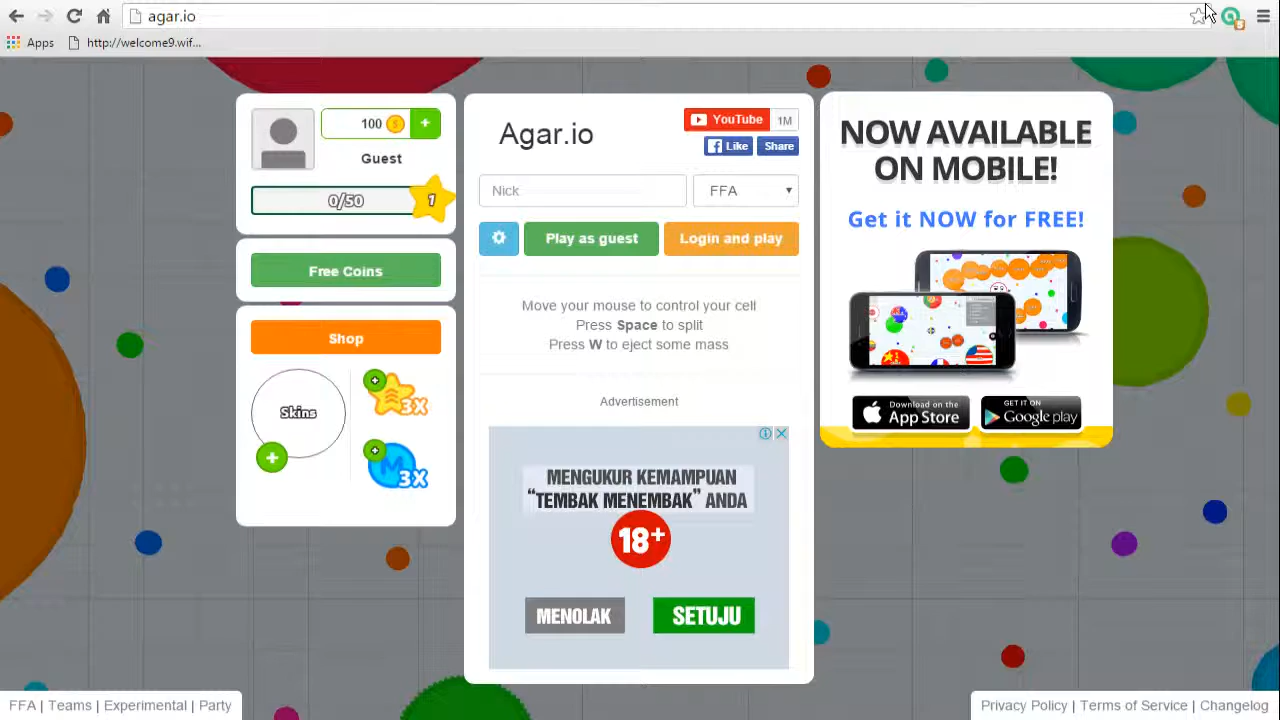 agar.io
Apps
http://welcome9.wif...
100
Guest
0/50
1
Free Coins
Shop
Skins
3X
M
3X
Agar.io
YouTube 1M
Like Share
Nick
FFA
Play as guest
Login and play
Move your mouse to control your cell
Press Space to split
Press W to eject some mass
Advertisement
MENGUKUR KEMAMPUAN
“TEMBAK MENEMBAK” ANDA
18+
MENOLAK
SETUJU
NOW AVAILABLE
ON MOBILE!
Get it NOW for FREE!
Download on the
App Store
GET IT ON
Google play
FFA | Teams | Experimental | Party
Privacy Policy | Terms of Service | Changelog